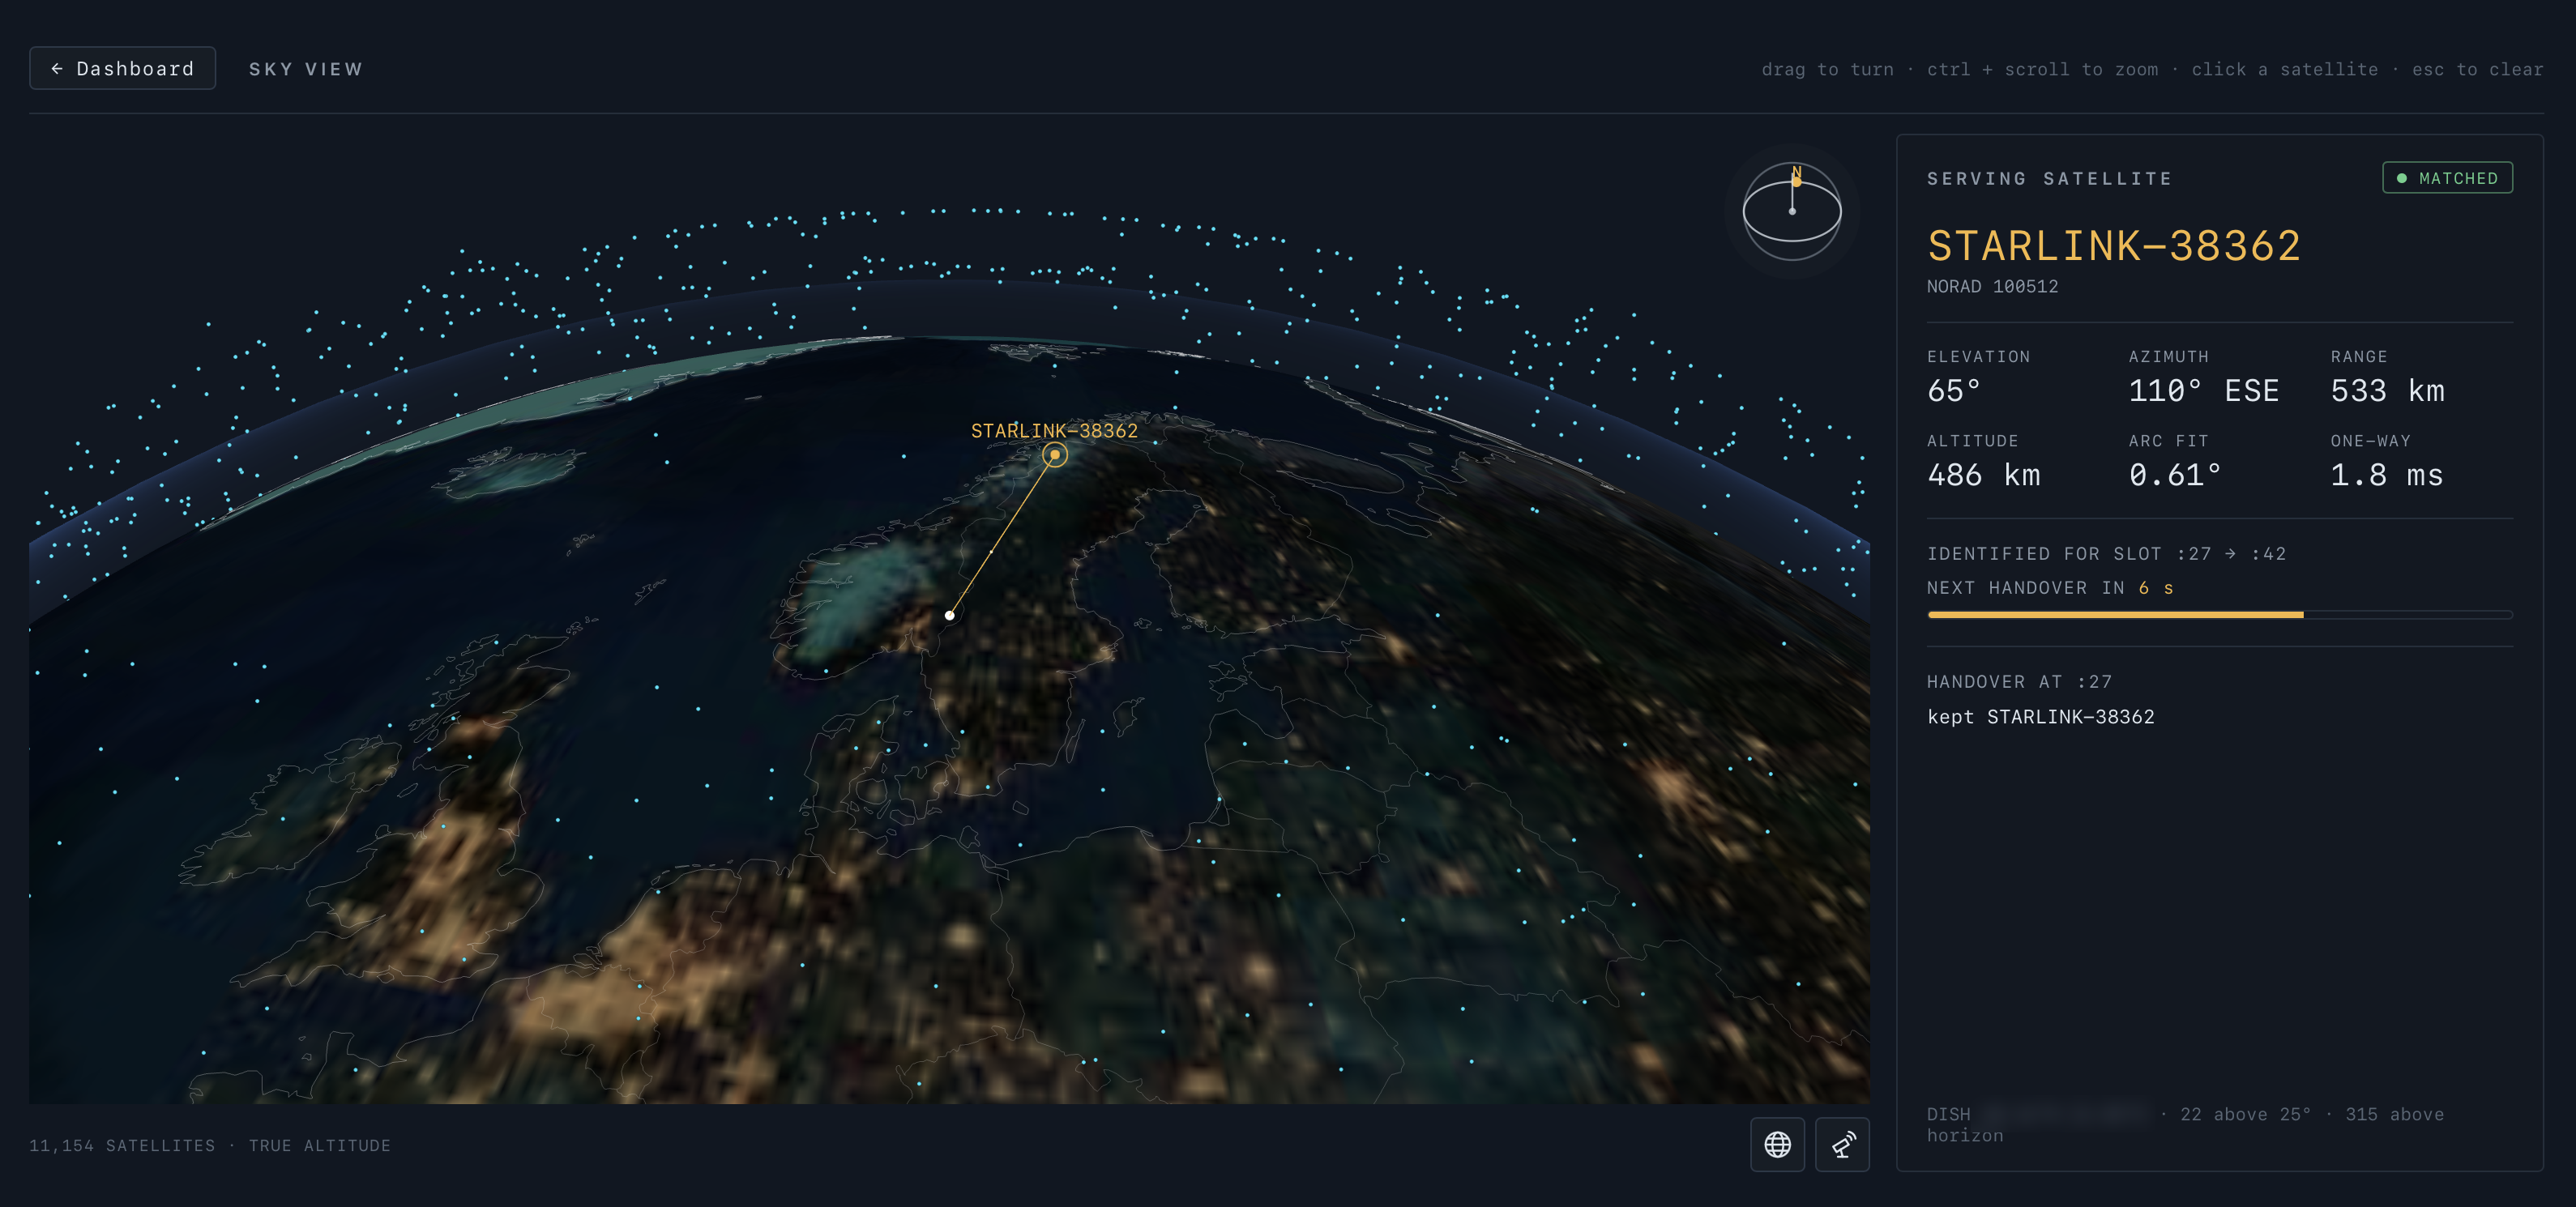 ← Dashboard
SKY VIEW
drag to turn · ctrl + scroll to zoom · click a satellite · esc to clear
N
STARLINK-38362
11,154 SATELLITES · TRUE ALTITUDE
SERVING SATELLITE
MATCHED
STARLINK-38362
NORAD 100512
ELEVATION AZIMUTH RANGE
65° 110° ESE 533 km
ALTITUDE ARC FIT ONE-WAY
486 km 0.61° 1.8 ms
IDENTIFIED FOR SLOT :27 → :42
NEXT HANDOVER IN 6 s
HANDOVER AT :27
kept STARLINK-38362
DISH · 22 above 25° · 315 above
horizon